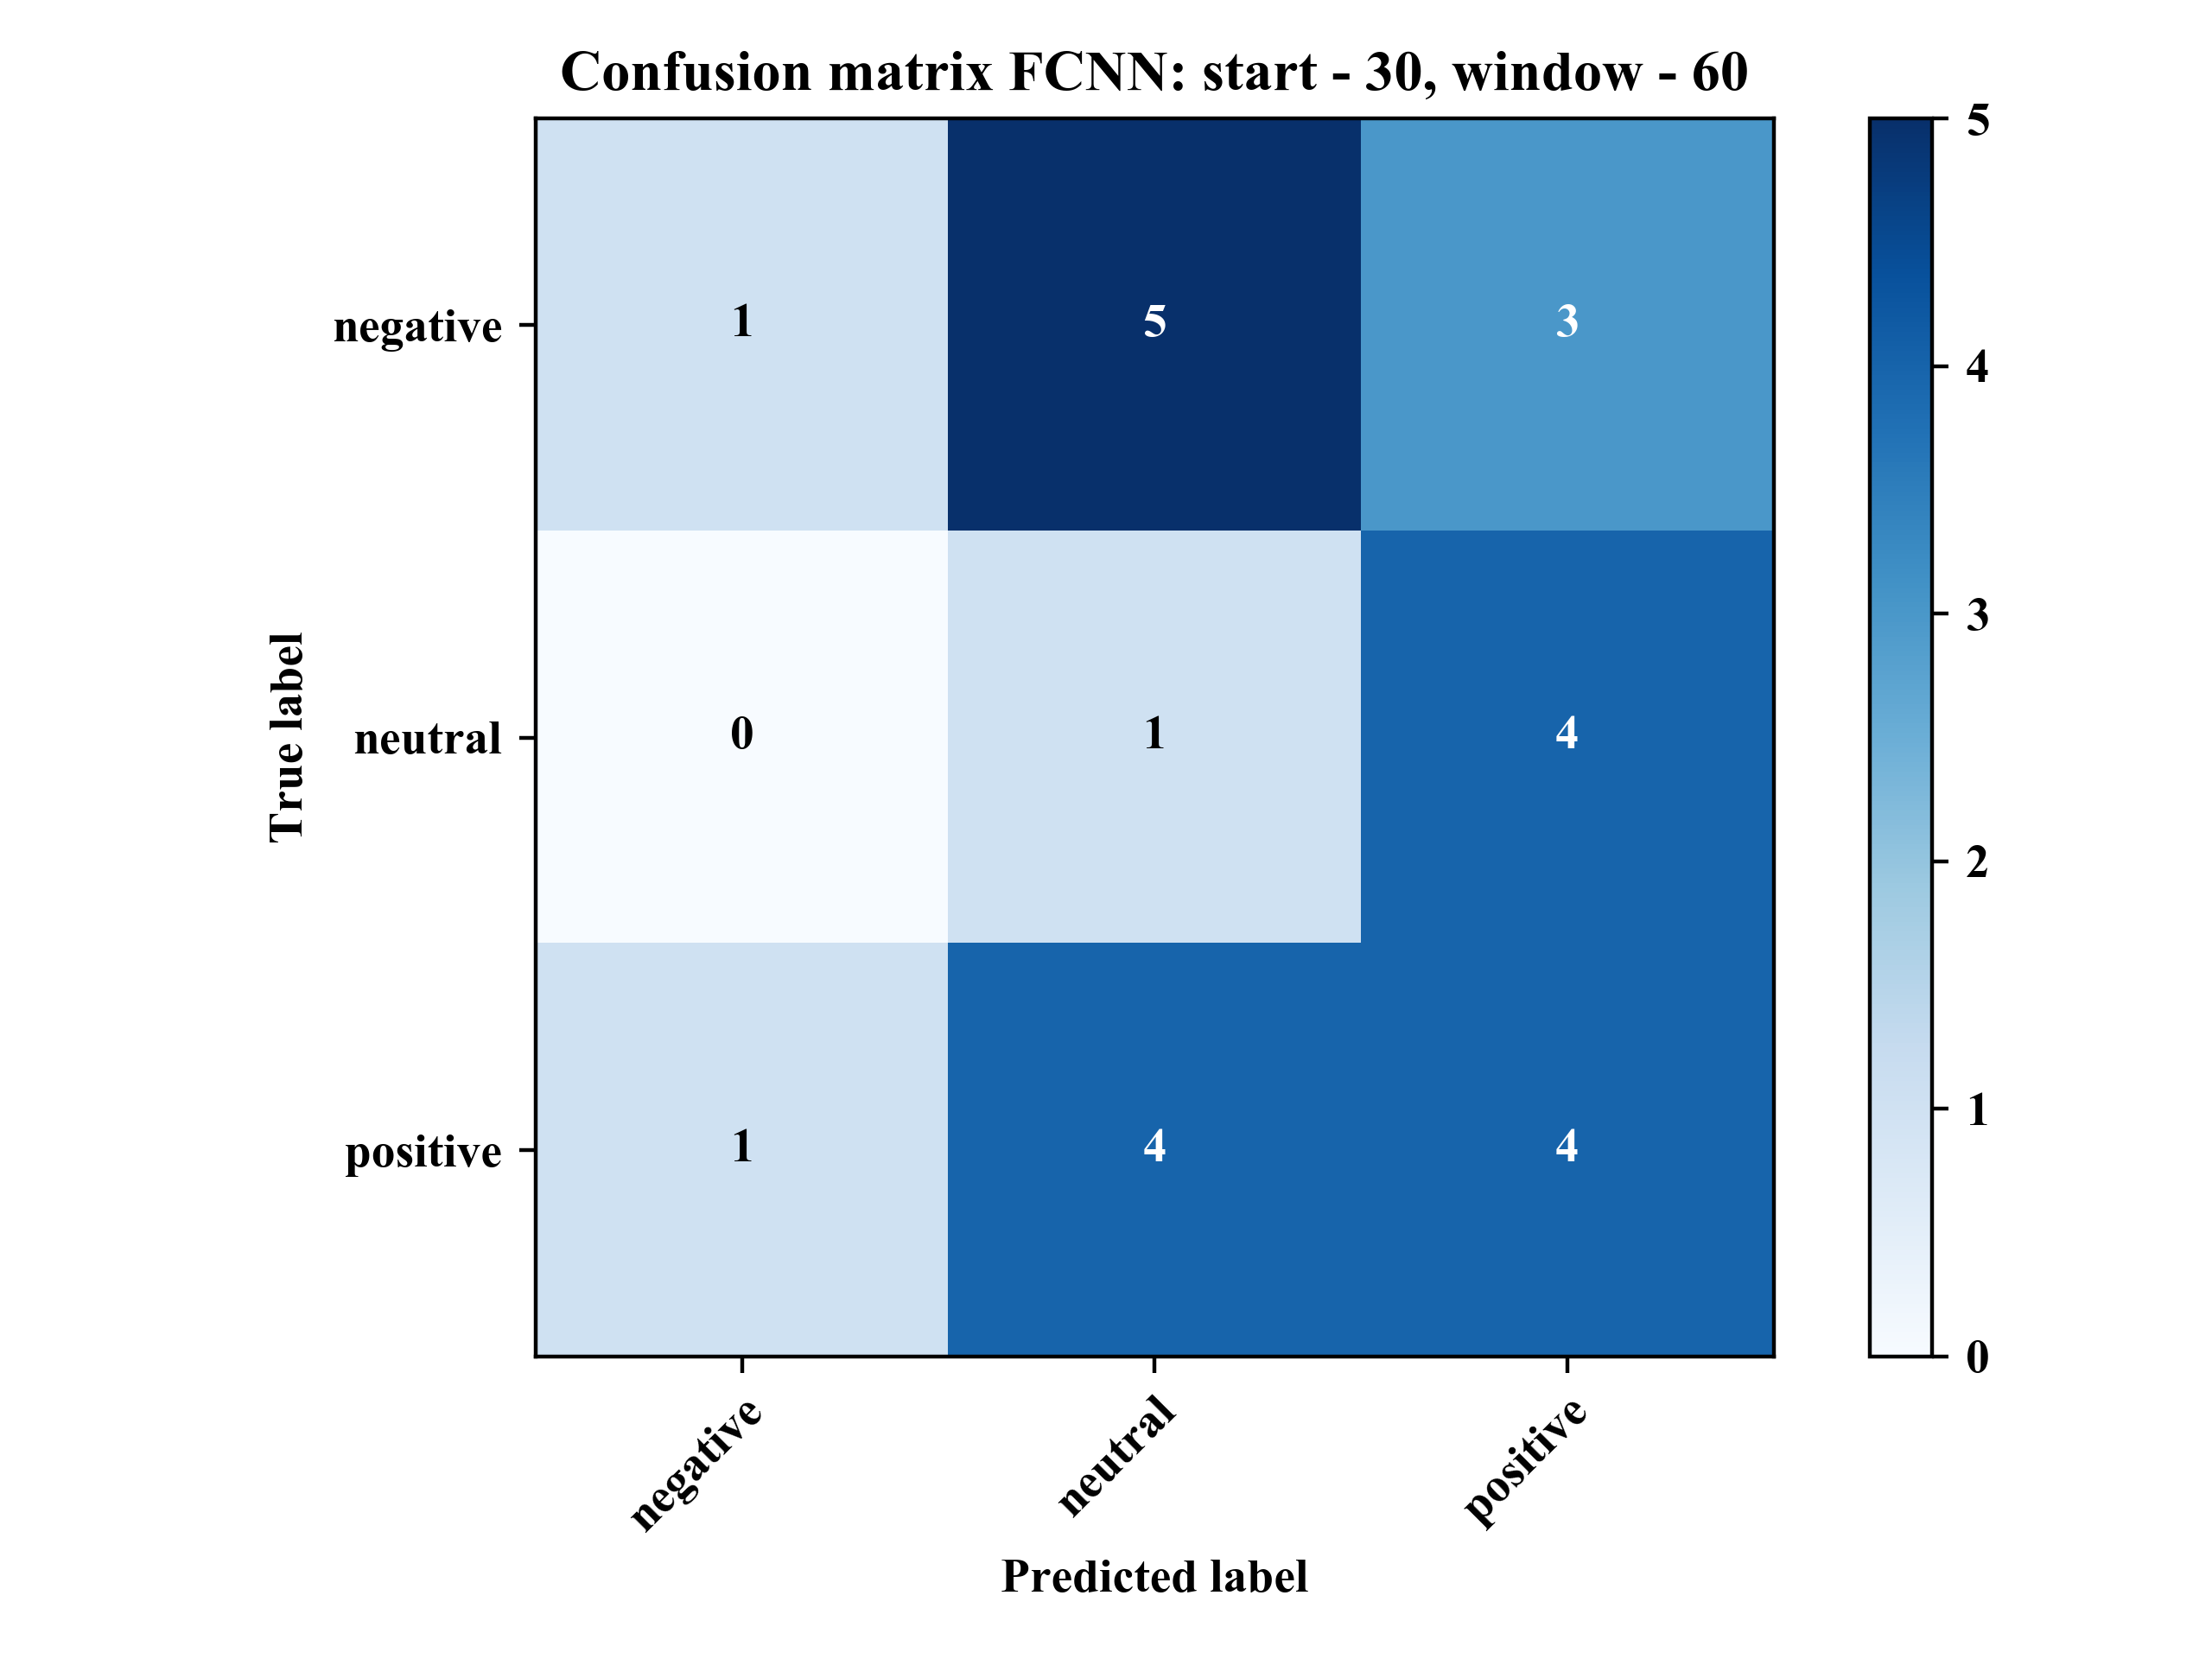 Confusion matrix FCNN: start - 30, window - 60
True label
negative
1
5
3
neutral
0
1
4
positive
1
4
4
negative
neutral
positive
Predicted label
5
4
3
2
1
0